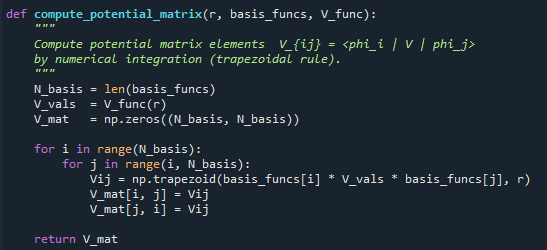 def compute_potential_matrix(r, basis_funcs, V_func):
    """
    Compute potential matrix elements  V_{ij} = <phi_i | V | phi_j>
    by numerical integration (trapezoidal rule).
    """
    N_basis = len(basis_funcs)
    V_vals  = V_func(r)
    V_mat   = np.zeros((N_basis, N_basis))

    for i in range(N_basis):
        for j in range(i, N_basis):
            Vij = np.trapezoid(basis_funcs[i] * V_vals * basis_funcs[j], r)
            V_mat[i, j] = Vij
            V_mat[j, i] = Vij

    return V_mat